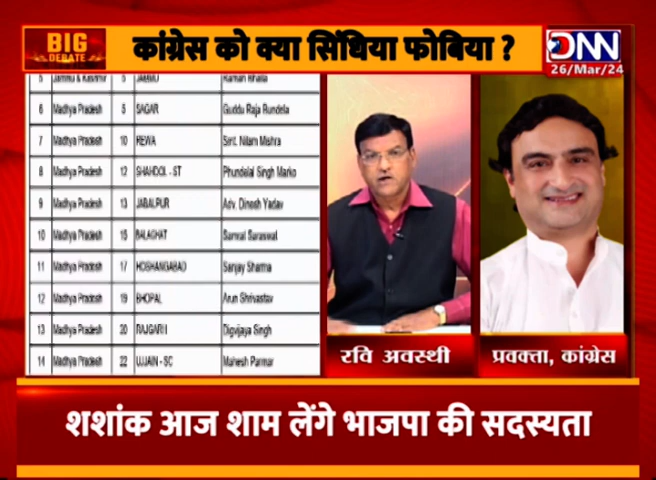 BIG
DEBATE
कांग्रेस को क्या सिंधिया फोबिया ?
DNN
26/Mar/24
5 Jammu & Kashmir 5 JAMMU Raman Bhalla
6 Madhya Pradesh 5 SAGAR Guddu Raja Bundela
7 Madhya Pradesh 10 REWA Smt. Nilam Mishra
8 Madhya Pradesh 12 SHAHDOL - ST Phundelal Singh Marko
9 Madhya Pradesh 13 JABALPUR Adv. Dinesh Yadav
10 Madhya Pradesh 15 BALAGHAT Samrat Saraswat
11 Madhya Pradesh 17 HOSHANGABAD Sanjay Sharma
12 Madhya Pradesh 19 BHOPAL Arun Shrivastav
13 Madhya Pradesh 20 RAJGARH Digvijaya Singh
14 Madhya Pradesh 22 UJJAIN - SC Mahesh Parmar
रवि अवस्थी
प्रवक्ता, कांग्रेस
शशांक आज शाम लेंगे भाजपा की सदस्यता